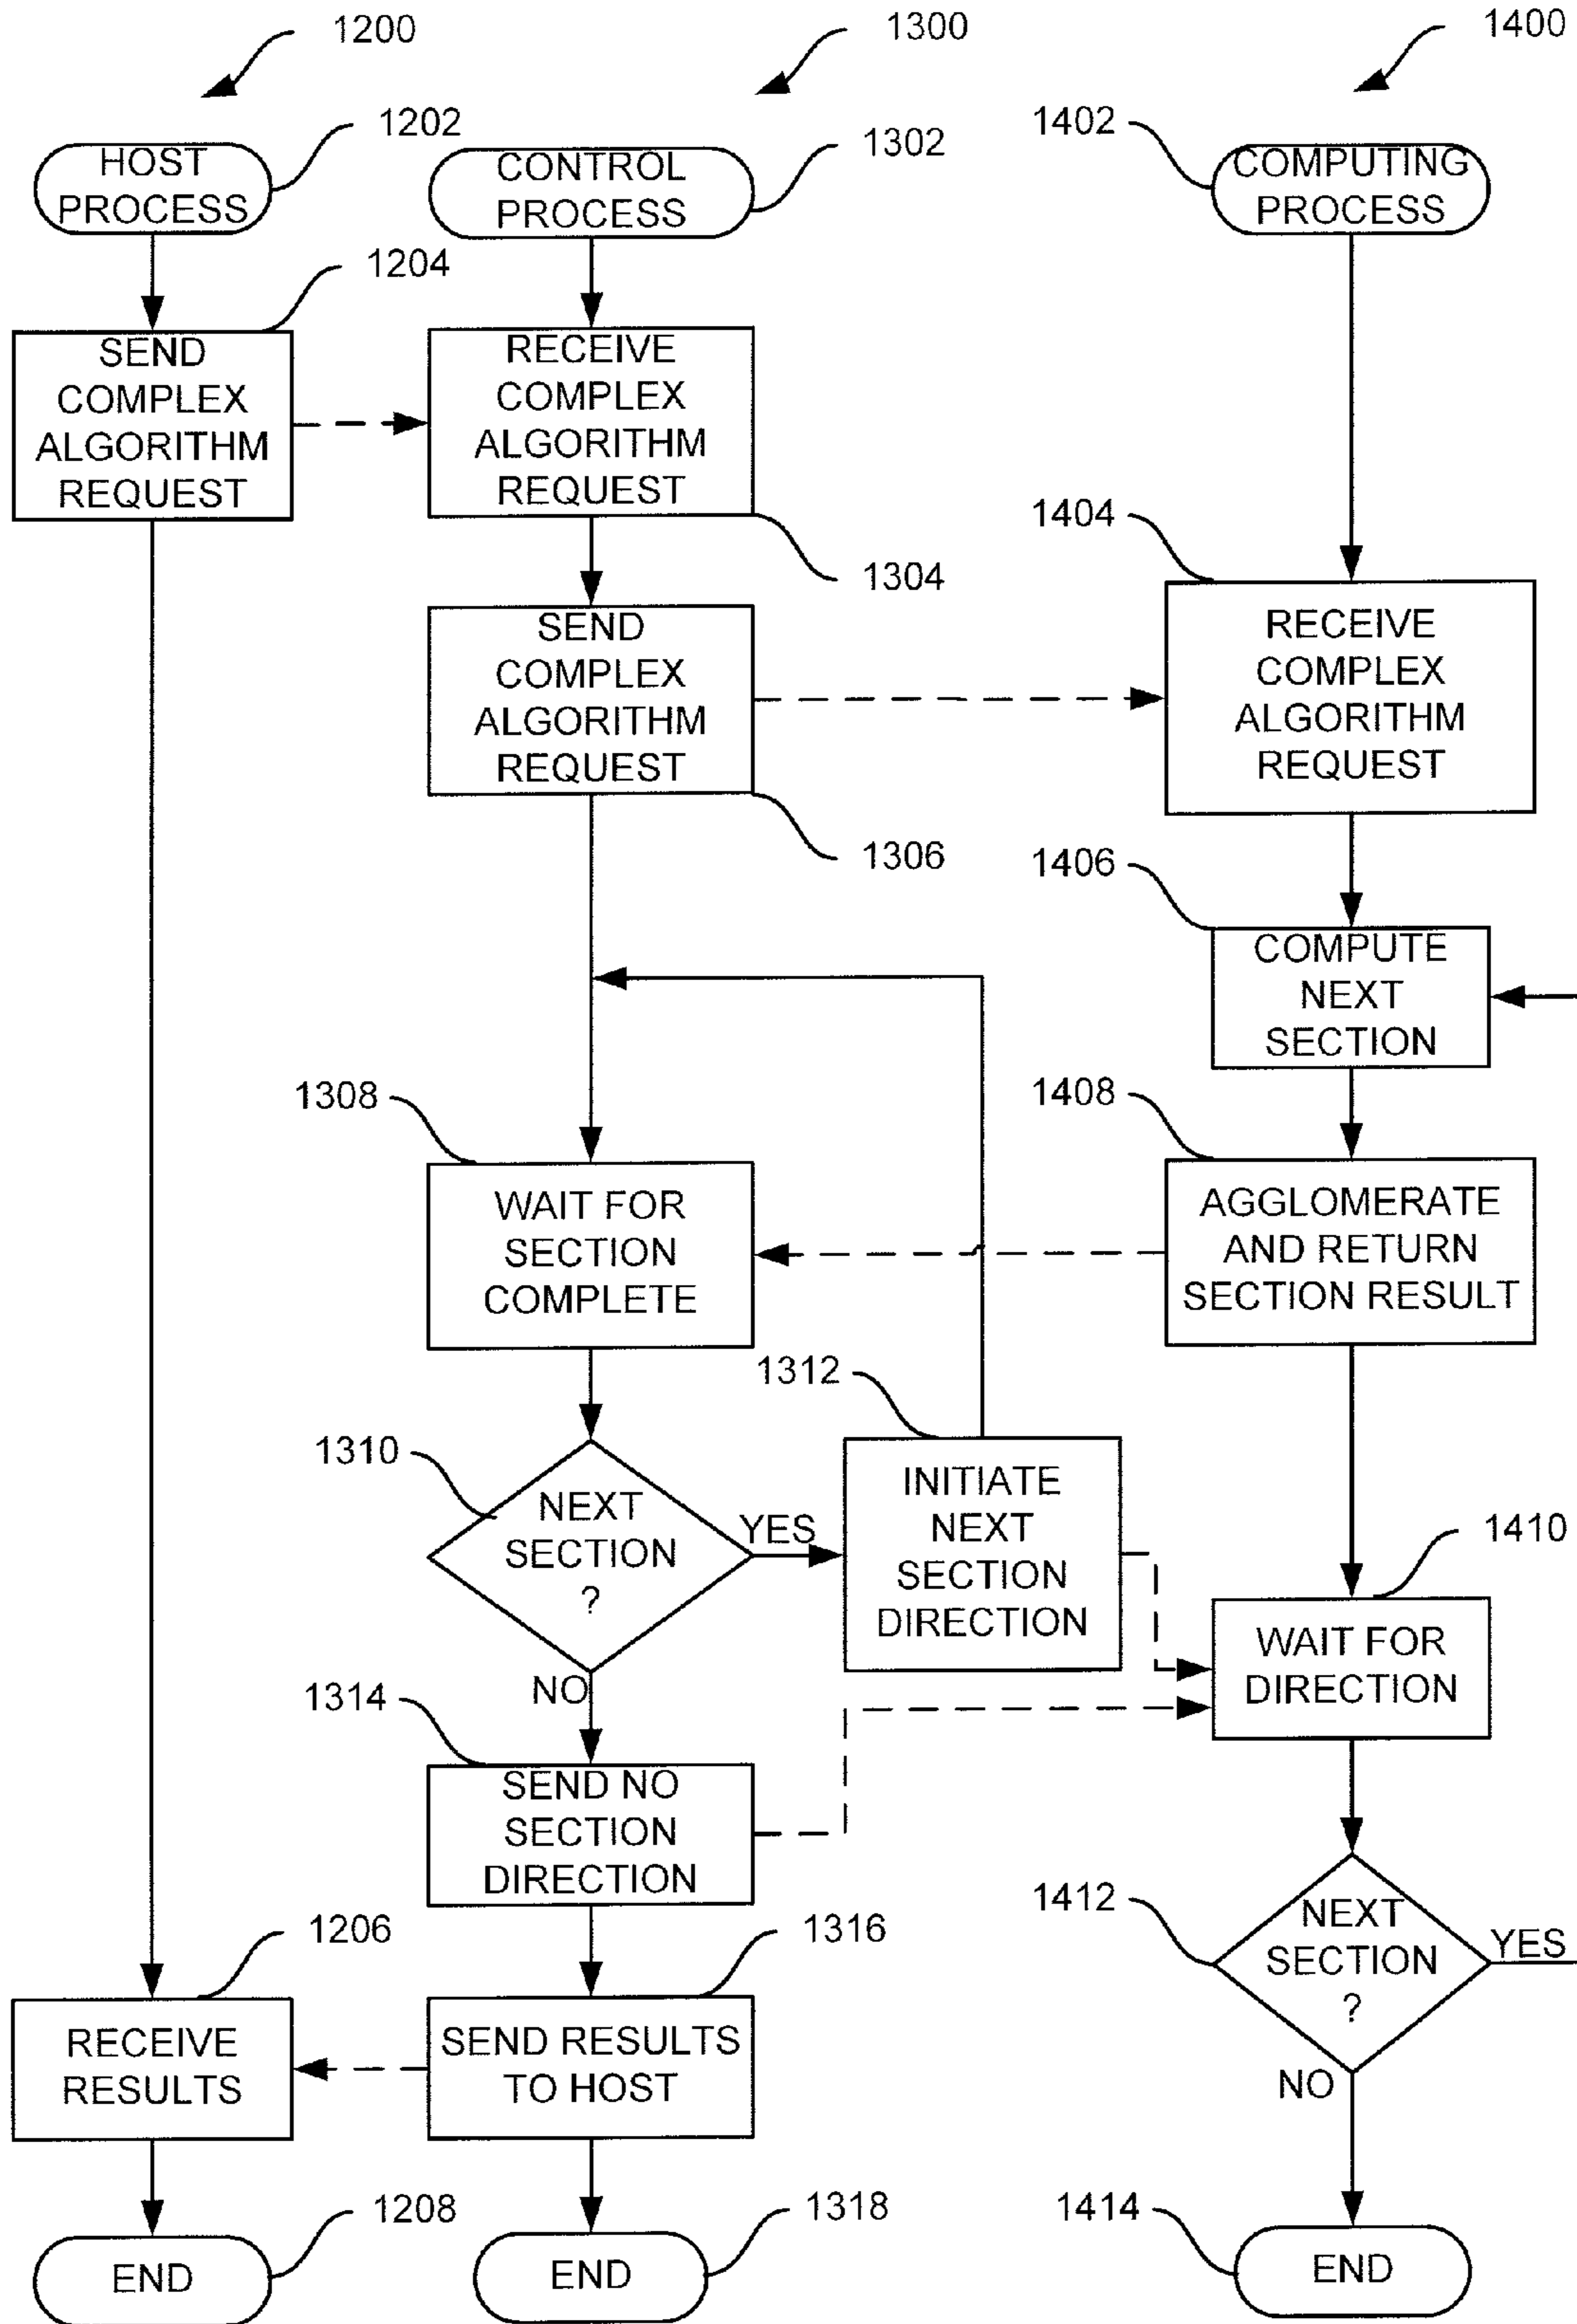 1200
1300
1400
1202
1302
1402
HOST
PROCESS
CONTROL
PROCESS
COMPUTING
PROCESS
1204
SEND
COMPLEX
ALGORITHM
REQUEST
RECEIVE
COMPLEX
ALGORITHM
REQUEST
1304
1404
SEND
COMPLEX
ALGORITHM
REQUEST
1306
RECEIVE
COMPLEX
ALGORITHM
REQUEST
1406
COMPUTE
NEXT
SECTION
1308
1408
WAIT FOR
SECTION
COMPLETE
AGGLOMERATE
AND RETURN
SECTION RESULT
1312
1310
NEXT
SECTION
?
YES
NO
INITIATE
NEXT
SECTION
DIRECTION
1410
WAIT FOR
DIRECTION
1314
SEND NO
SECTION
DIRECTION
1412
NEXT
SECTION
?
YES
NO
1206
1316
RECEIVE
RESULTS
SEND RESULTS
TO HOST
1208
1318
1414
END
END
END